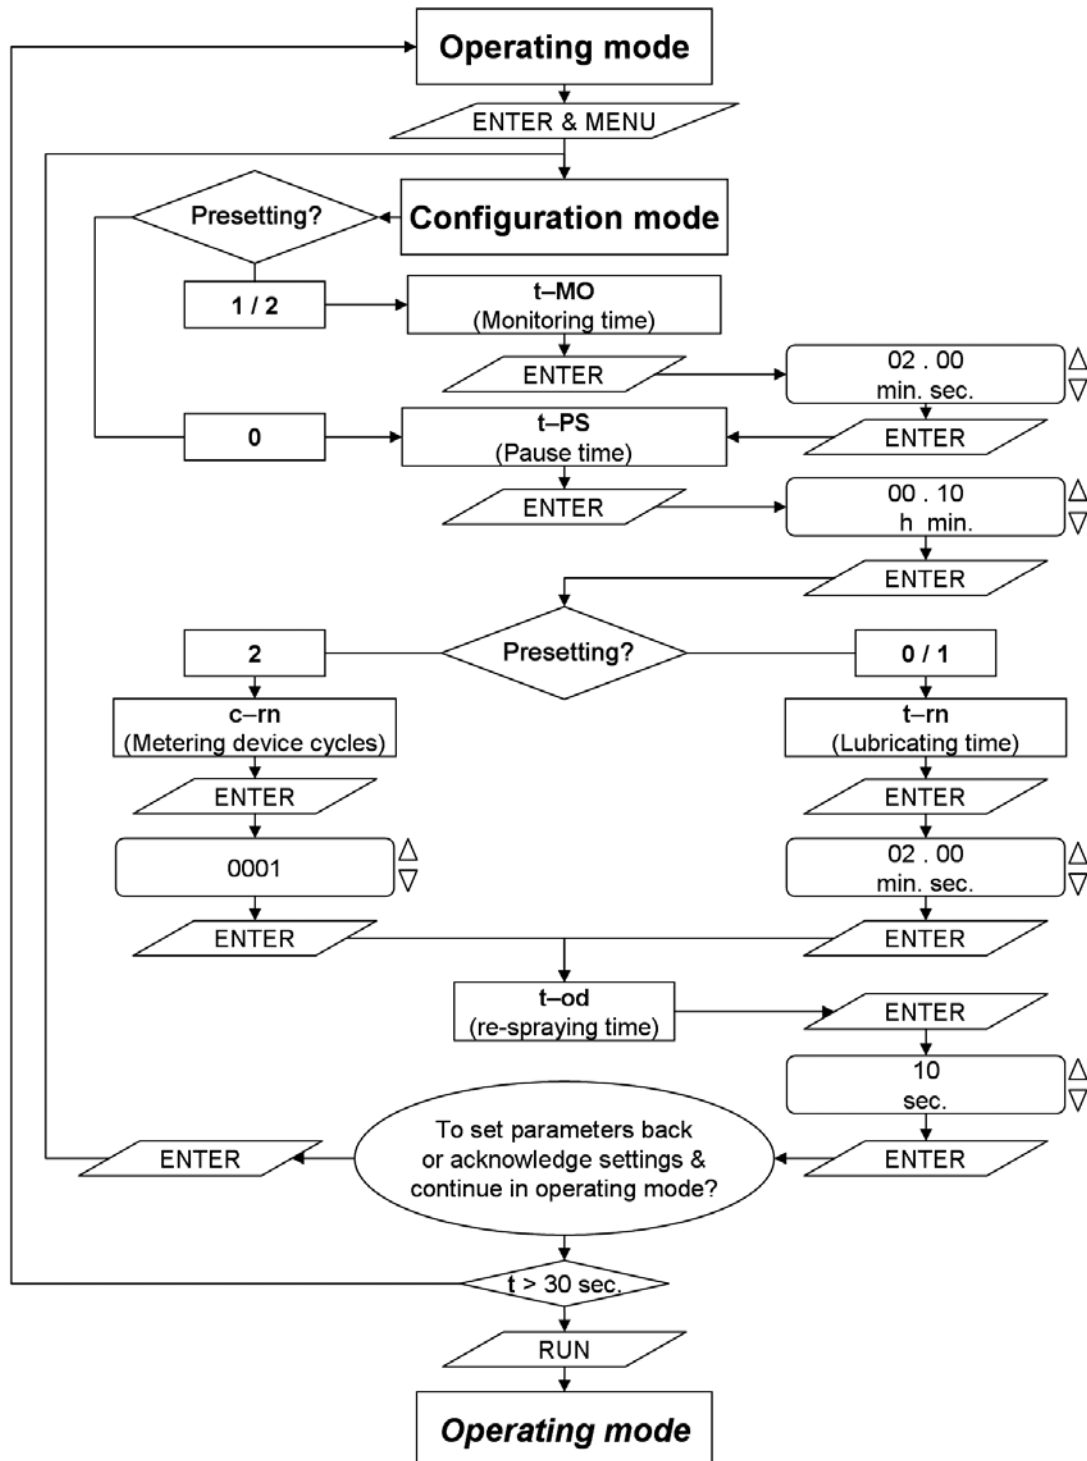 Operating mode
ENTER & MENU
Presetting?
Configuration mode
1 / 2
t–MO
(Monitoring time)
ENTER
02 . 00
min. sec.
0
t–PS
(Pause time)
ENTER
ENTER
00 . 10
h min.
ENTER
2
Presetting?
0 / 1
c–rn
(Metering device cycles)
t–rn
(Lubricating time)
ENTER
ENTER
0001
02 . 00
min. sec.
ENTER
ENTER
t–od
(re-spraying time)
ENTER
10
sec.
To set parameters back
or acknowledge settings &
continue in operating mode?
ENTER
ENTER
t > 30 sec.
RUN
Operating mode